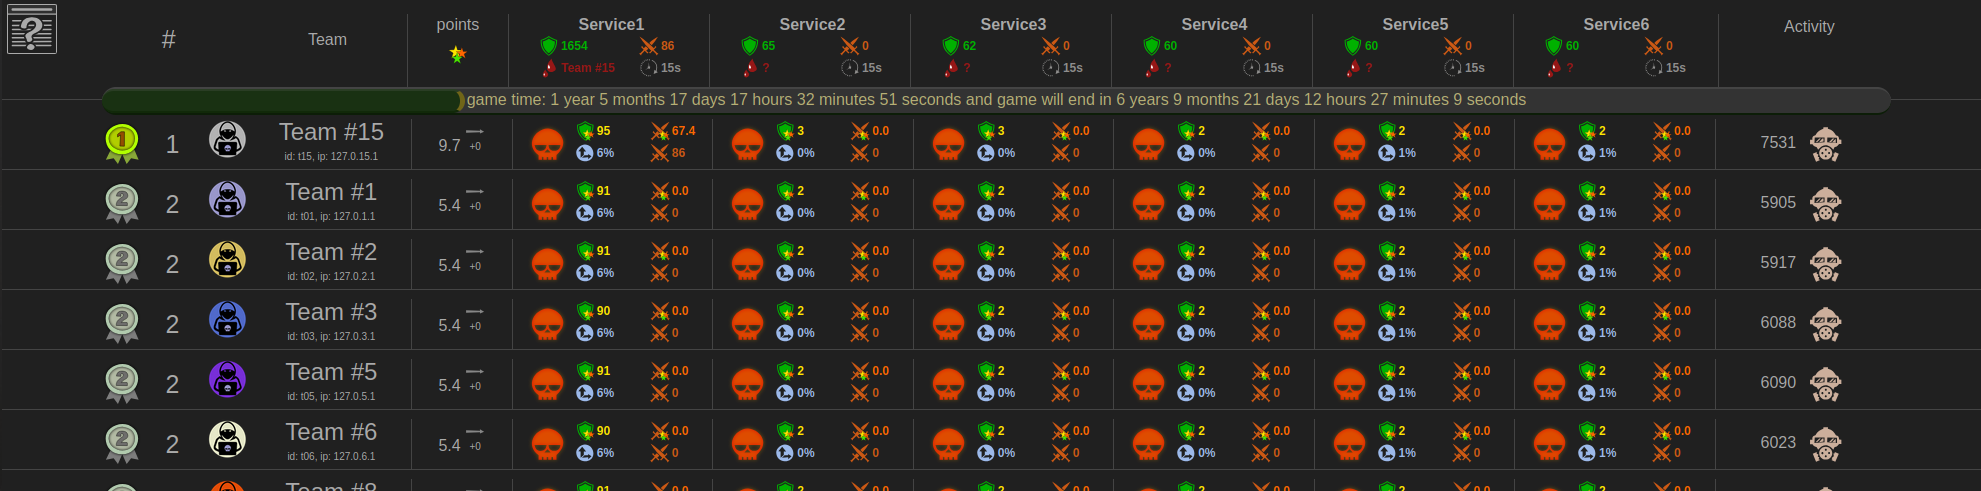 # Team points Service1 Service2 Service3 Service4 Service5 Service6 Activity
1654 86 65 0 62 0 60 0 60 0 60 0
Team #15 15s ? 15s ? 15s ? 15s ? 15s ? 15s
game time: 1 year 5 months 17 days 17 hours 32 minutes 51 seconds and game will end in 6 years 9 months 21 days 12 hours 27 minutes 9 seconds
1 1 Team #15 9.7 +0 95 67.4 3 0.0 3 0.0 2 0.0 2 0.0 2 0.0 7531
id: t15, ip: 127.0.15.1 6% 86 0% 0 0% 0 0% 0 1% 0 1% 0
2 2 Team #1 5.4 +0 91 0.0 2 0.0 2 0.0 2 0.0 2 0.0 2 0.0 5905
id: t01, ip: 127.0.1.1 6% 0 0% 0 0% 0 0% 0 1% 0 1% 0
2 2 Team #2 5.4 +0 91 0.0 2 0.0 2 0.0 2 0.0 2 0.0 2 0.0 5917
id: t02, ip: 127.0.2.1 6% 0 0% 0 0% 0 0% 0 1% 0 1% 0
2 2 Team #3 5.4 +0 90 0.0 2 0.0 2 0.0 2 0.0 2 0.0 2 0.0 6088
id: t03, ip: 127.0.3.1 6% 0 0% 0 0% 0 0% 0 1% 0 1% 0
2 2 Team #5 5.4 +0 91 0.0 2 0.0 2 0.0 2 0.0 2 0.0 2 0.0 6090
id: t05, ip: 127.0.5.1 6% 0 0% 0 0% 0 0% 0 1% 0 1% 0
2 2 Team #6 5.4 +0 90 0.0 2 0.0 2 0.0 2 0.0 2 0.0 2 0.0 6023
id: t06, ip: 127.0.6.1 6% 0 0% 0 0% 0 0% 0 1% 0 1% 0
Team #8 91 0.0 2 0.0 2 0.0 2 0.0 2 0.0 2 0.0